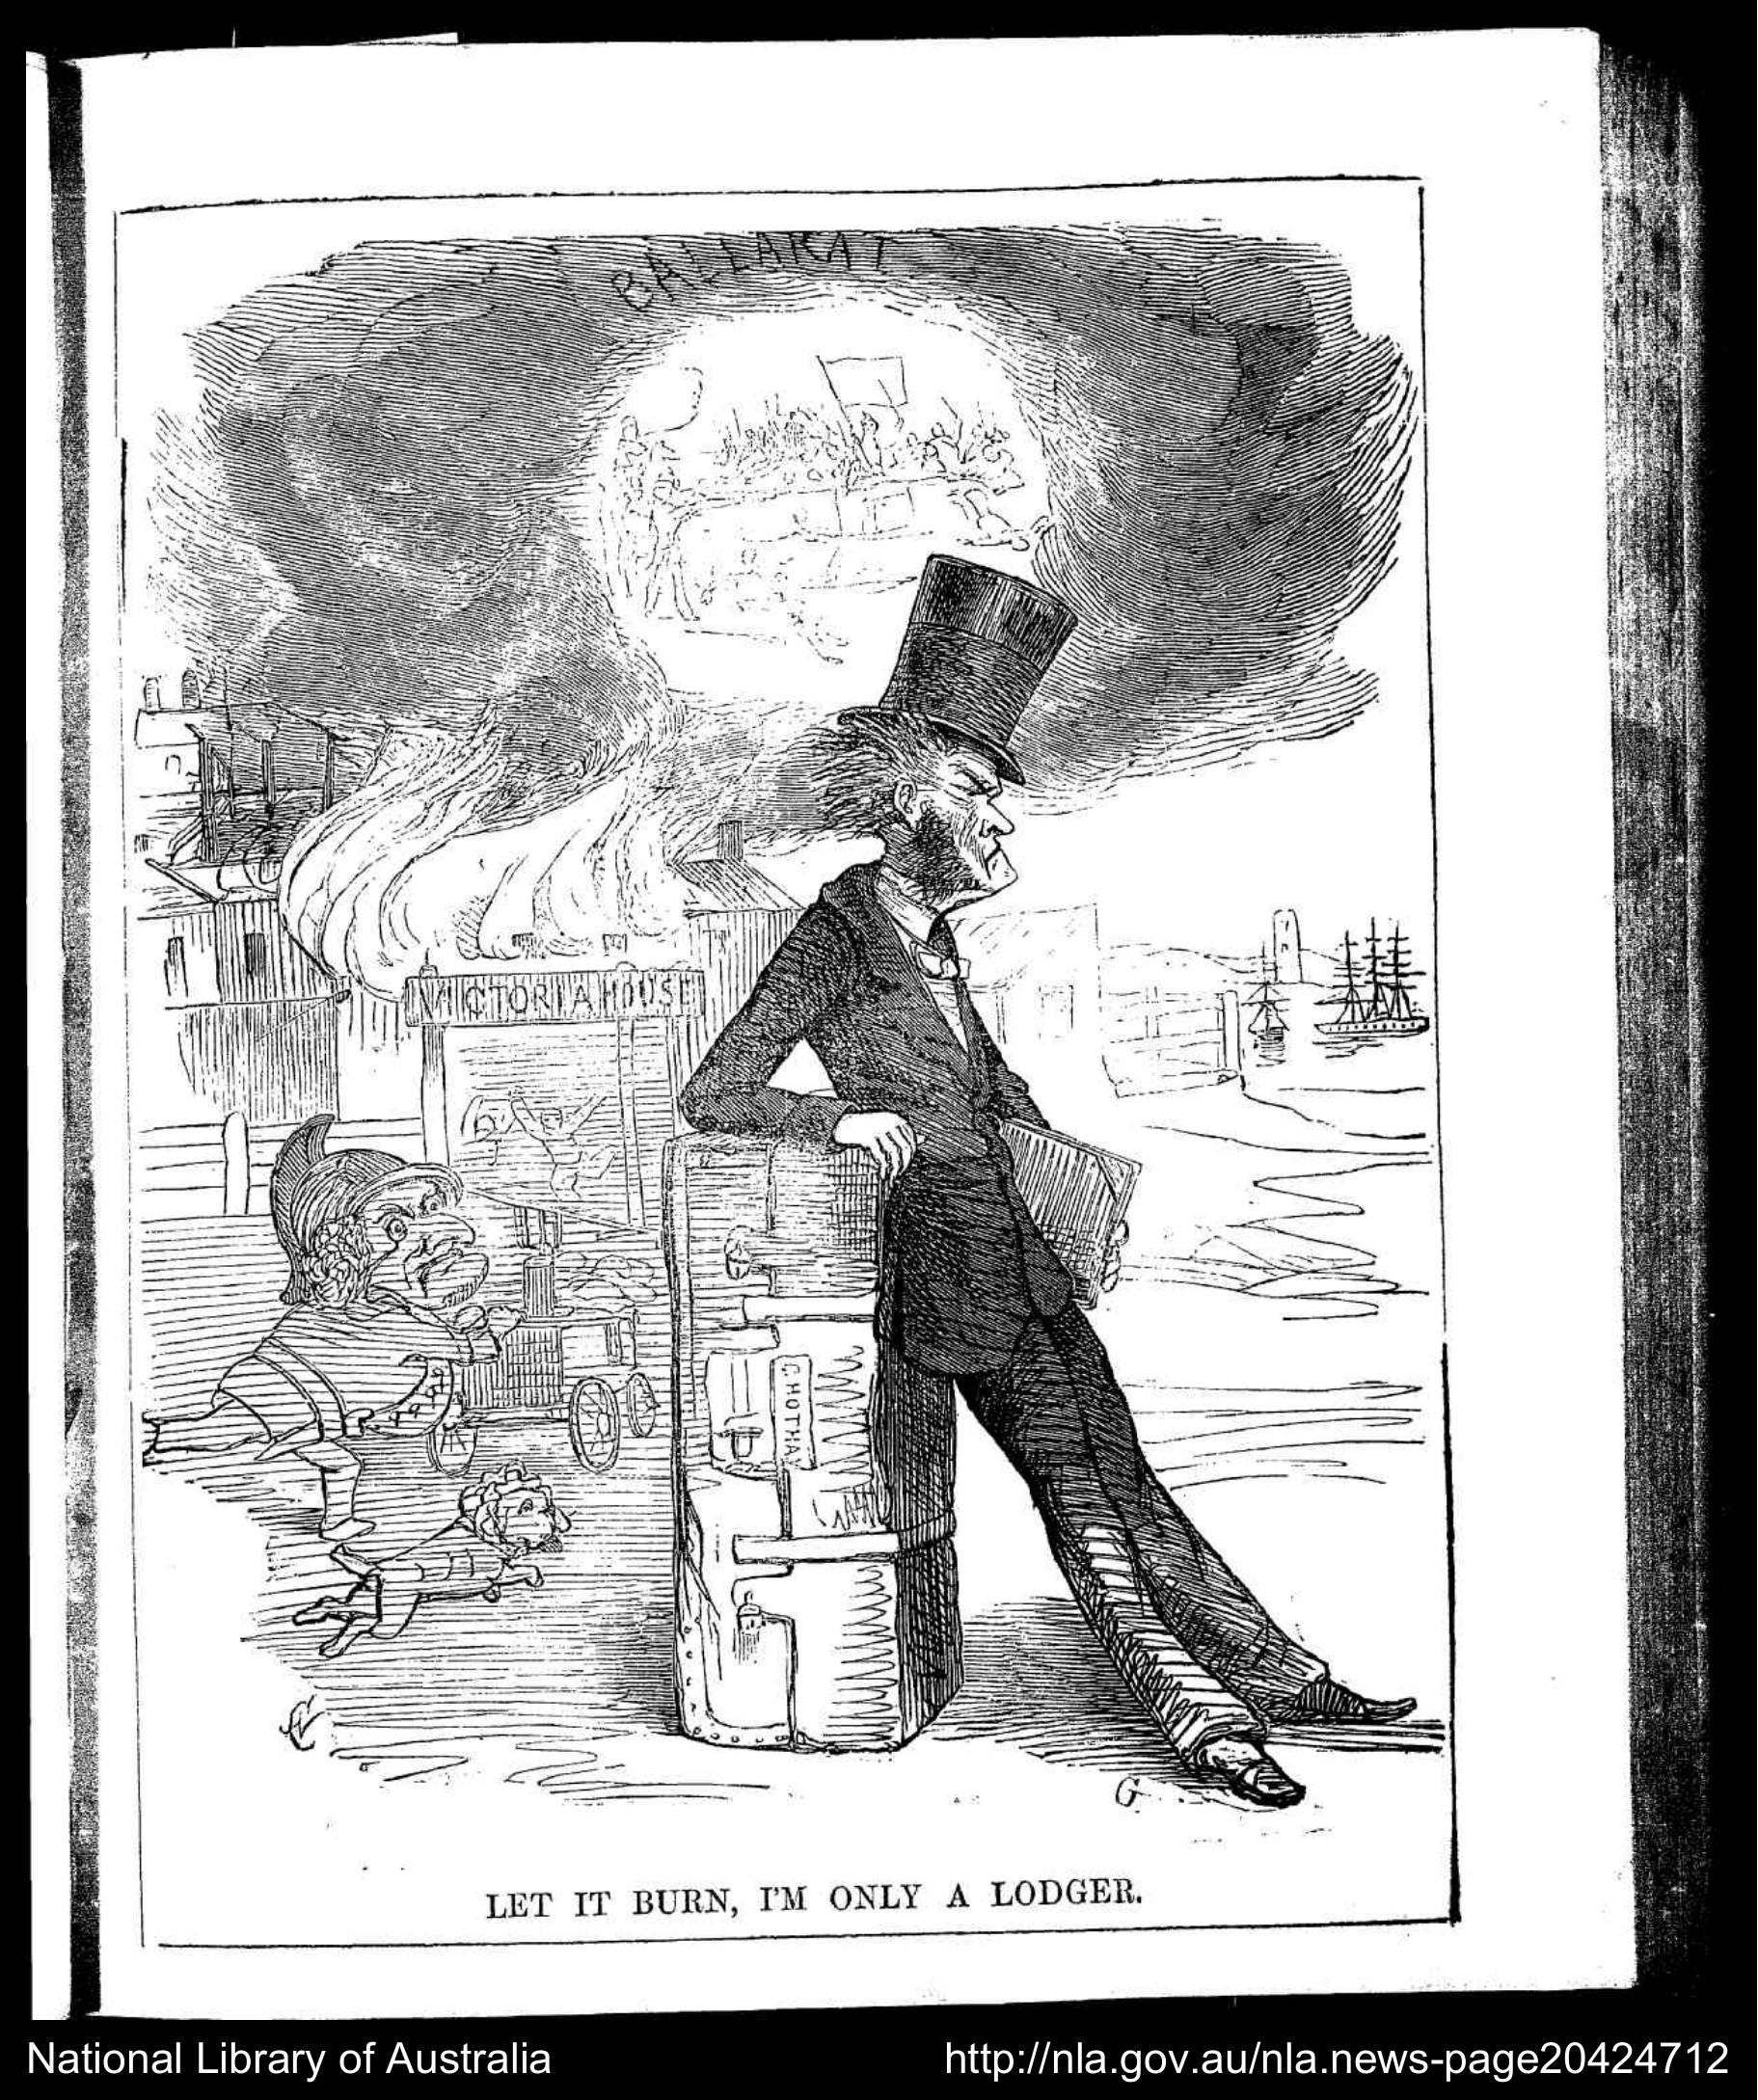 BALLARAT
VICTORIA HOUSE
C. HOTHAM
G
LET IT BURN, I'M ONLY A LODGER.
National Library of Australia
http://nla.gov.au/nla.news-page20424712